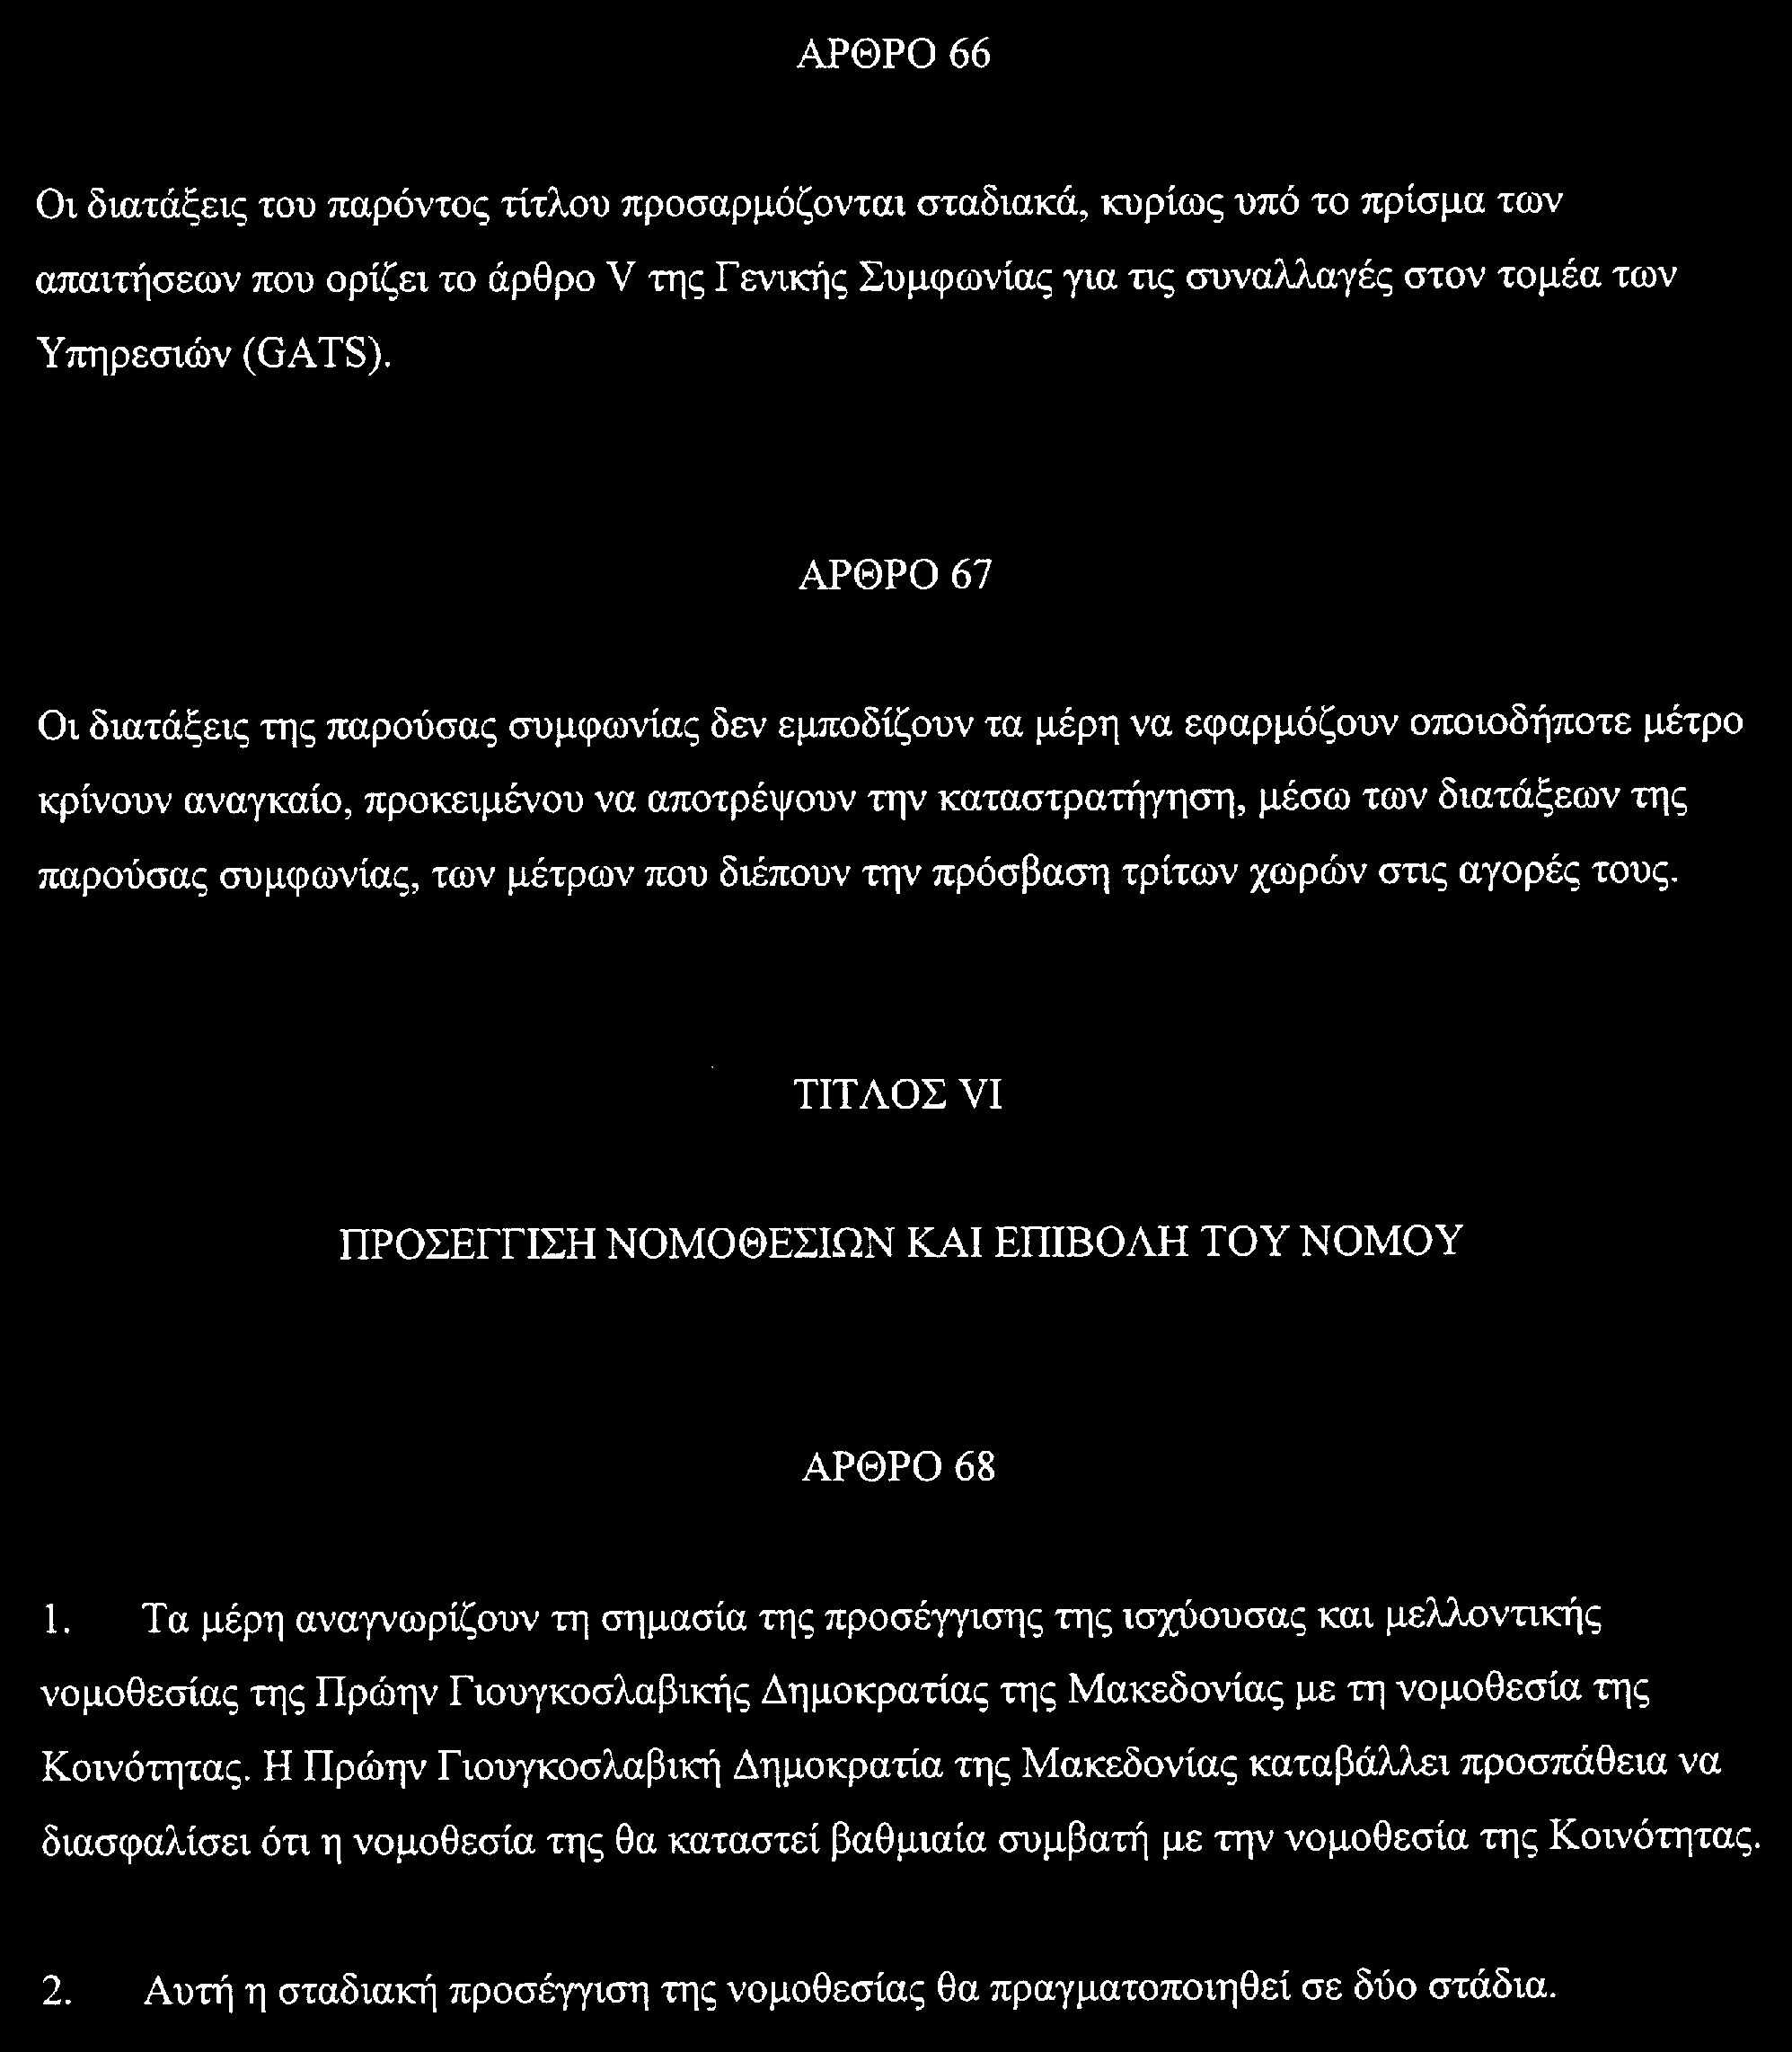 ΑΡΘΡΟ 66
Οι διατάξεις του παρόντος τίτλου προσαρμόζονται σταδιακά, κυρίως υπό το πρίσμα των
απαιτήσεων που ορίζει το άρθρο V της Γενικής Συμφωνίας για τις συναλλαγές στον τομέα των
Υπηρεσιών (GATS).
ΑΡΘΡΟ 67
Οι διατάξεις της παρούσας συμφωνίας δεν εμποδίζουν τα μέρη να εφαρμόζουν οποιοδήποτε μέτρο
κρίνουν αναγκαίο, προκειμένου να αποτρέψουν την καταστρατήγηση, μέσω των διατάξεων της
παρούσας συμφωνίας, των μέτρων που διέπουν την πρόσβαση τρίτων χωρών στις αγορές τους.
ΤΙΤΛΟΣ VI
ΠΡΟΣΕΓΓΙΣΗ ΝΟΜΟΘΕΣΙΩΝ ΚΑΙ ΕΠΙΒΟΛΗ ΤΟΥ ΝΟΜΟΥ
ΑΡΘΡΟ 68
1. Τα μέρη αναγνωρίζουν τη σημασία της προσέγγισης της ισχύουσας και μελλοντικής
νομοθεσίας της Πρώην Γιουγκοσλαβικής Δημοκρατίας της Μακεδονίας με τη νομοθεσία της
Κοινότητας. Η Πρώην Γιουγκοσλαβική Δημοκρατία της Μακεδονίας καταβάλλει προσπάθεια να
διασφαλίσει ότι η νομοθεσία της θα καταστεί βαθμιαία συμβατή με την νομοθεσία της Κοινότητας.
2. Αυτή η σταδιακή προσέγγιση της νομοθεσίας θα πραγματοποιηθεί σε δύο στάδια.